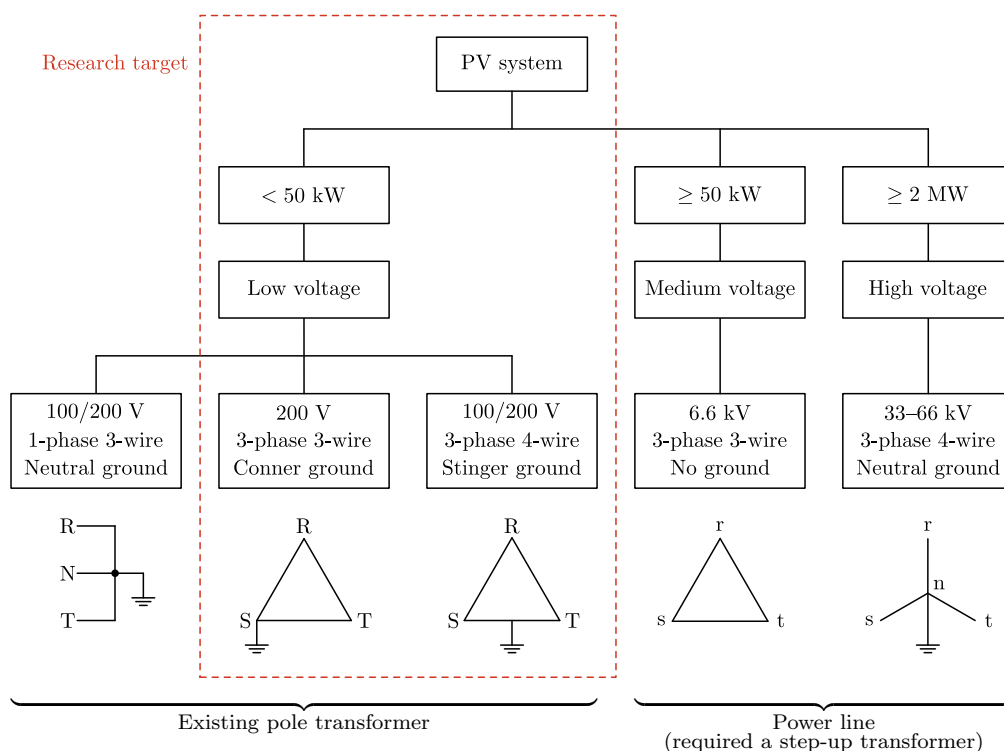 Research target
PV system
< 50 kW
≥ 50 kW
≥ 2 MW
Low voltage
Medium voltage
High voltage
100/200 V
1-phase 3-wire
Neutral ground
200 V
3-phase 3-wire
Conner ground
100/200 V
3-phase 4-wire
Stinger ground
6.6 kV
3-phase 3-wire
No ground
33–66 kV
3-phase 4-wire
Neutral ground
R
N
T
R
S
T
R
S
T
r
s
t
r
n
s
t
Existing pole transformer
Power line
(required a step-up transformer)